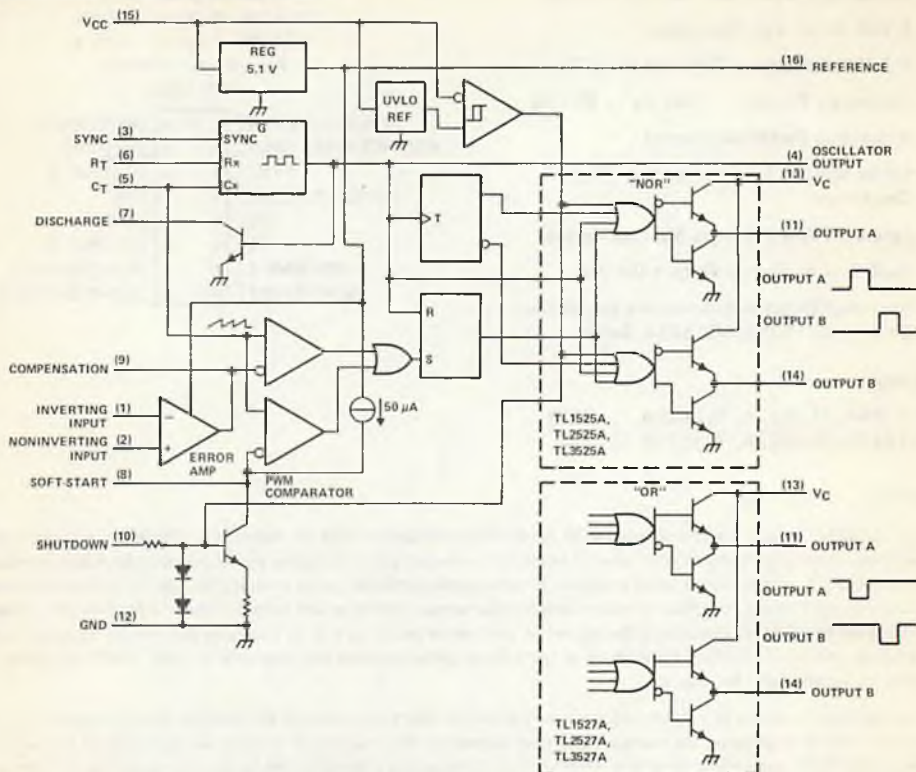 VCC (15)
REG
5.1 V
(16) REFERENCE
UVLO
REF
SYNC (3)
G
SYNC
RT (6)
Rx
CT (5)
Cx
(4) OSCILLATOR
OUTPUT
DISCHARGE (7)
T
"NOR"
(13) VC
(11) OUTPUT A
OUTPUT A
OUTPUT B
R
S
COMPENSATION (9)
50 µA
(14) OUTPUT B
INVERTING (1)
INPUT
−
NONINVERTING (2)
INPUT
+
ERROR
AMP
TL1525A,
TL2525A,
TL3525A
SOFT-START (8)
PWM
COMPARATOR
"OR"
(13) VC
SHUTDOWN (10)
(11) OUTPUT A
OUTPUT A
GND (12)
OUTPUT B
(14) OUTPUT B
TL1527A,
TL2527A,
TL3527A